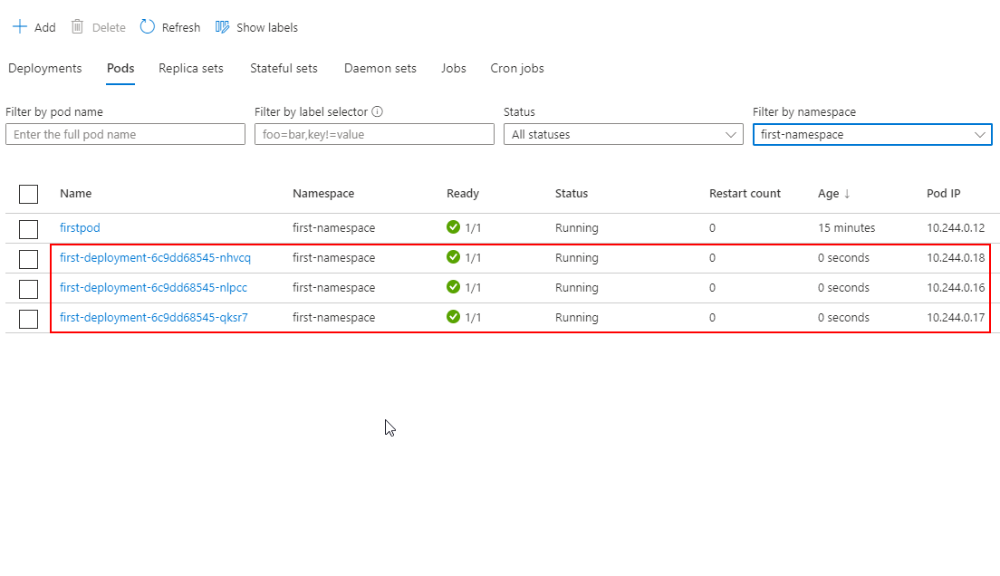 Add Delete Refresh Show labels
Deployments Pods Replica sets Stateful sets Daemon sets Jobs Cron jobs
Filter by pod name Filter by label selector Status Filter by namespace
Enter the full pod name foo=bar,key!=value All statuses first-namespace
Name Namespace Ready Status Restart count Age ↓ Pod IP
firstpod first-namespace 1/1 Running 0 15 minutes 10.244.0.12
first-deployment-6c9dd68545-nhvcq first-namespace 1/1 Running 0 0 seconds 10.244.0.18
first-deployment-6c9dd68545-nlpcc first-namespace 1/1 Running 0 0 seconds 10.244.0.16
first-deployment-6c9dd68545-qksr7 first-namespace 1/1 Running 0 0 seconds 10.244.0.17